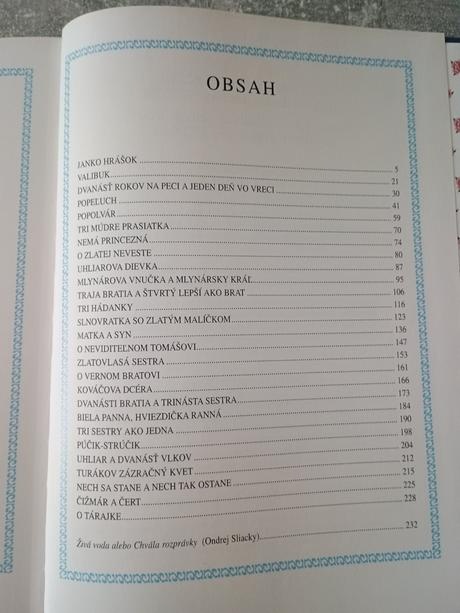 OBSAH
JANKO HRÁŠOK ........ 5
VALIBUK ........ 21
DVANÁSŤ ROKOV NA PECI A JEDEN DEŇ VO VRECI ........ 30
POPELUCH ........ 41
POPOLVÁR ........ 59
TRI MÚDRE PRASIATKA ........ 70
NEMÁ PRINCEZNÁ ........ 74
O ZLATEJ NEVESTE ........ 80
UHLIAROVA DIEVKA ........ 87
MLYNÁROVA VNUČKA A MLYNÁRSKY KRÁĽ ........ 95
TRAJA BRATIA A ŠTVRTÝ LEPŠÍ AKO BRAT ........ 106
TRI HÁDANKY ........ 116
SLNOVRATKA SO ZLATÝM MALÍČKOM ........ 123
MATKA A SYN ........ 136
O NEVIDITEĽNOM TOMÁŠOVI ........ 147
ZLATOVLASÁ SESTRA ........ 153
O VERNOM BRATOVI ........ 161
KOVÁČOVA DCÉRA ........ 166
DVANÁSTI BRATIA A TRINÁSTA SESTRA ........ 173
BIELA PANNA, HVIEZDIČKA RANNÁ ........ 184
TRI SESTRY AKO JEDNA ........ 190
PÚČIK-STRÚČIK ........ 198
UHLIAR A DVANÁSŤ VLKOV ........ 204
TURÁKOV ZÁZRAČNÝ KVET ........ 212
NECH SA STANE A NECH TAK OSTANE ........ 215
ČIŽMÁR A ČERT ........ 225
O TÁRAJKE ........ 228
Živá voda alebo Chvála rozprávky (Ondrej Sliacky) ........ 232